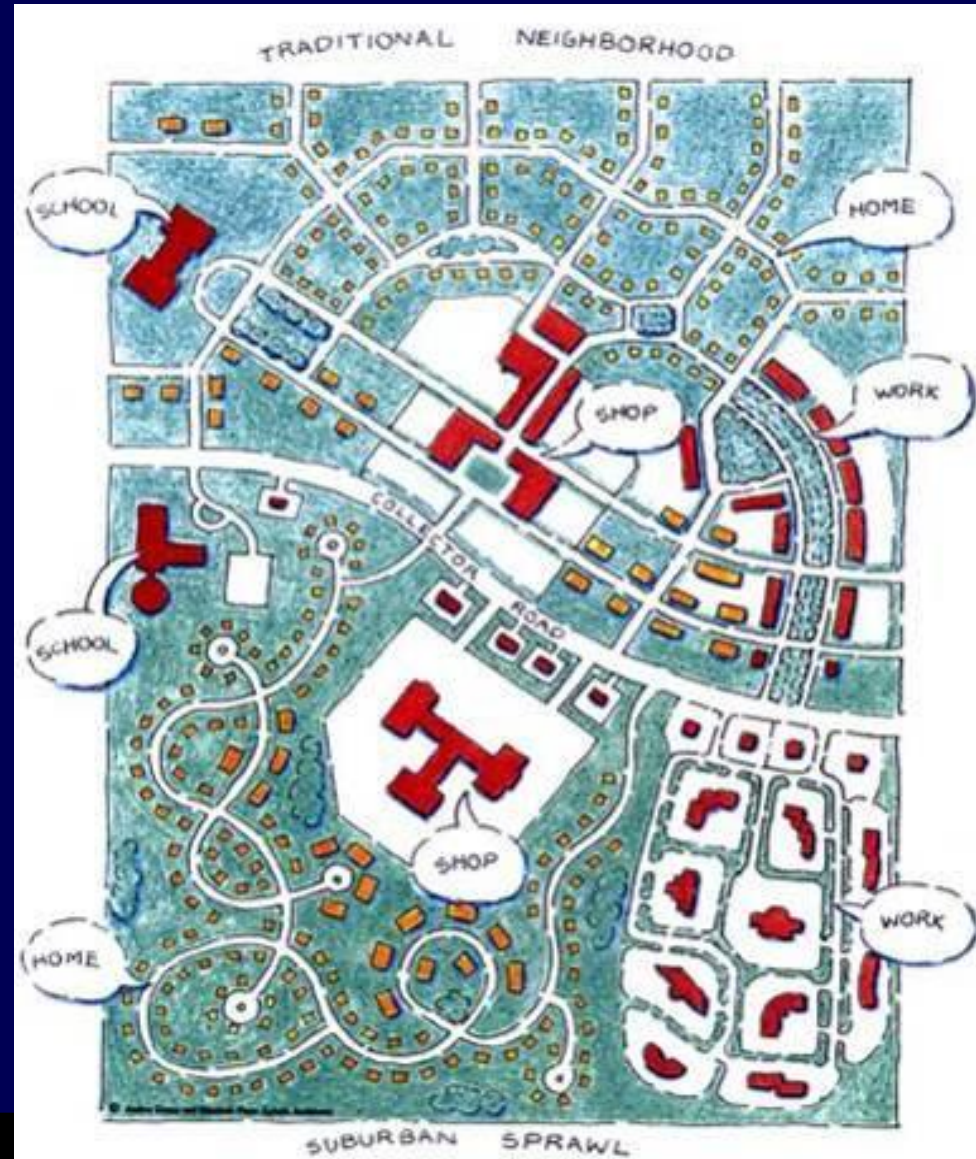 TRADITIONAL NEIGHBORHOOD
SCHOOL
HOME
WORK
SHOP
COLLECTOR ROAD
SCHOOL
SHOP
HOME
WORK
SUBURBAN SPRAWL